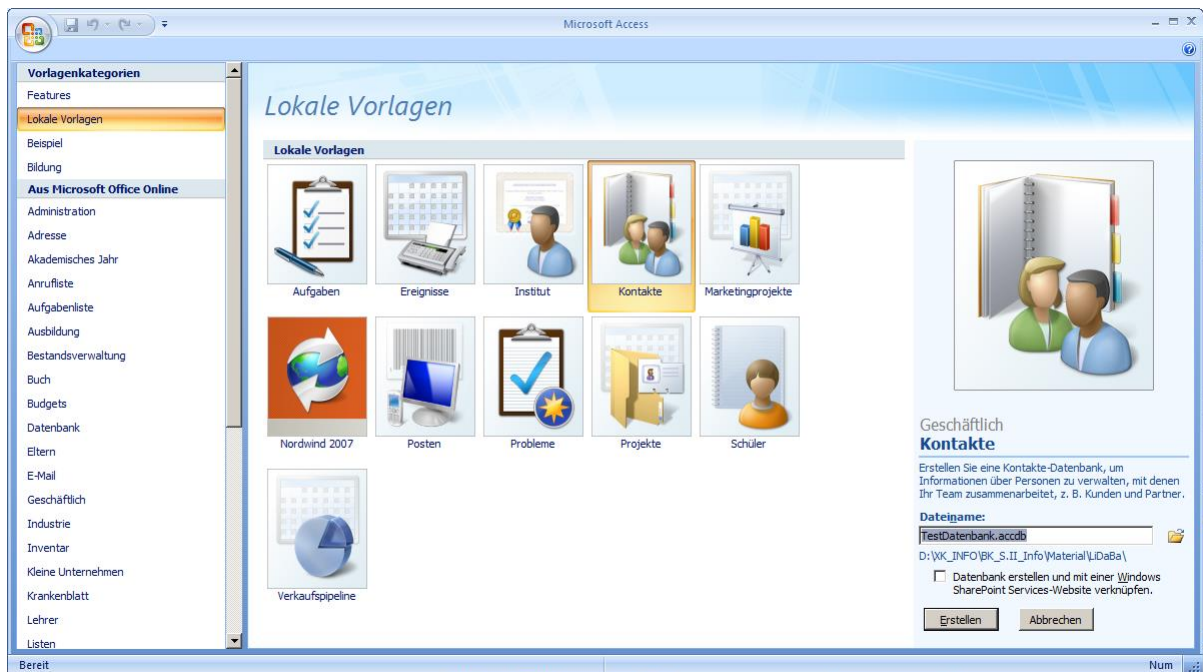 Microsoft Access
Vorlagenkategorien
Features
Lokale Vorlagen
Beispiel
Bildung
Aus Microsoft Office Online
Administration
Adresse
Akademisches Jahr
Anrufliste
Aufgabenliste
Ausbildung
Bestandsverwaltung
Buch
Budgets
Datenbank
Eltern
E-Mail
Geschäftlich
Industrie
Inventar
Kleine Unternehmen
Krankenblatt
Lehrer
Listen
Lokale Vorlagen
Lokale Vorlagen
Aufgaben
Ereignisse
Institut
Kontakte
Marketingprojekte
Nordwind 2007
Posten
Probleme
Projekte
Schüler
Verkaufspipeline
Geschäftlich
Kontakte
Erstellen Sie eine Kontakte-Datenbank, um
Informationen über Personen zu verwalten, mit denen
Ihr Team zusammenarbeitet, z. B. Kunden und Partner.
Dateiname:
TestDatenbank.accdb
D:\XK_INFO\BK_S.II_Info\Material\LiDaBa\
Datenbank erstellen und mit einer Windows
SharePoint Services-Website verknüpfen.
Erstellen
Abbrechen
Bereit
Num